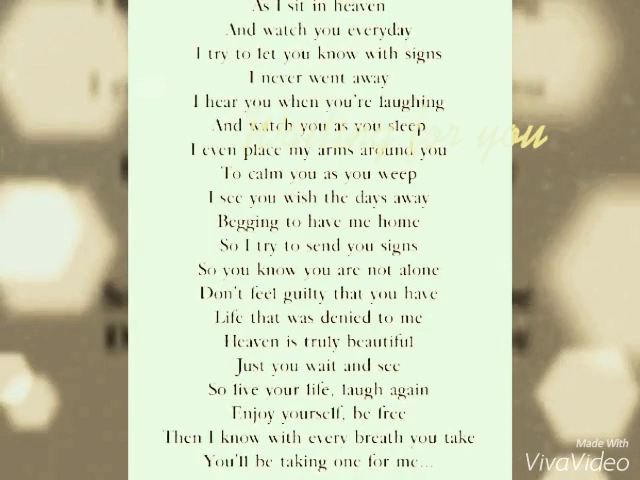 As I sit in heaven
And watch you everyday
I try to let you know with signs
I never went away
I hear you when you're laughing
And watch you as you sleep
I even place my arms around you
To calm you as you weep
I see you wish the days away
Begging to have me home
So I try to send you signs
So you know you are not alone
Don't feel guilty that you have
Life that was denied to me
Heaven is truly beautiful
Just you wait and see
So live your life, laugh again
Enjoy yourself, be free
Then I know with every breath you take
You'll be taking one for me...
for you
Made With
VivaVideo